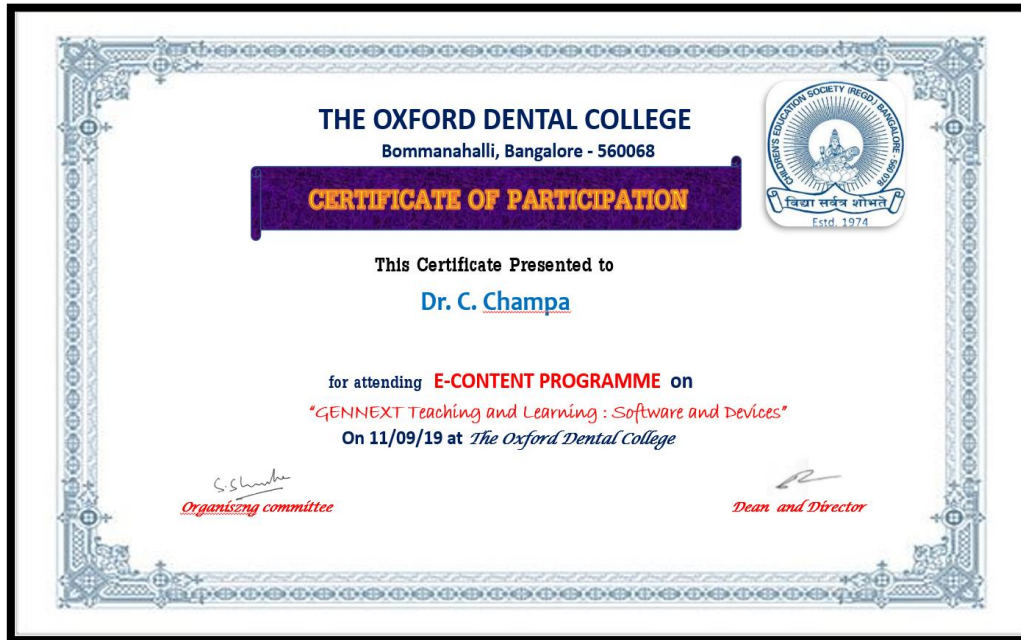 THE OXFORD DENTAL COLLEGE
Bommanahalli, Bangalore - 560068
CHILDREN'S EDUCATION SOCIETY (REGD.) BANGALORE - 560 078
विद्या सर्वत्र शोभते
Estd. 1974
CERTIFICATE OF PARTICIPATION
This Certificate Presented to
Dr. C. Champa
for attending E-CONTENT PROGRAMME on
"GENNEXT Teaching and Learning : Software and Devices"
On 11/09/19 at The Oxford Dental College
Organiszng committee
Dean and Director